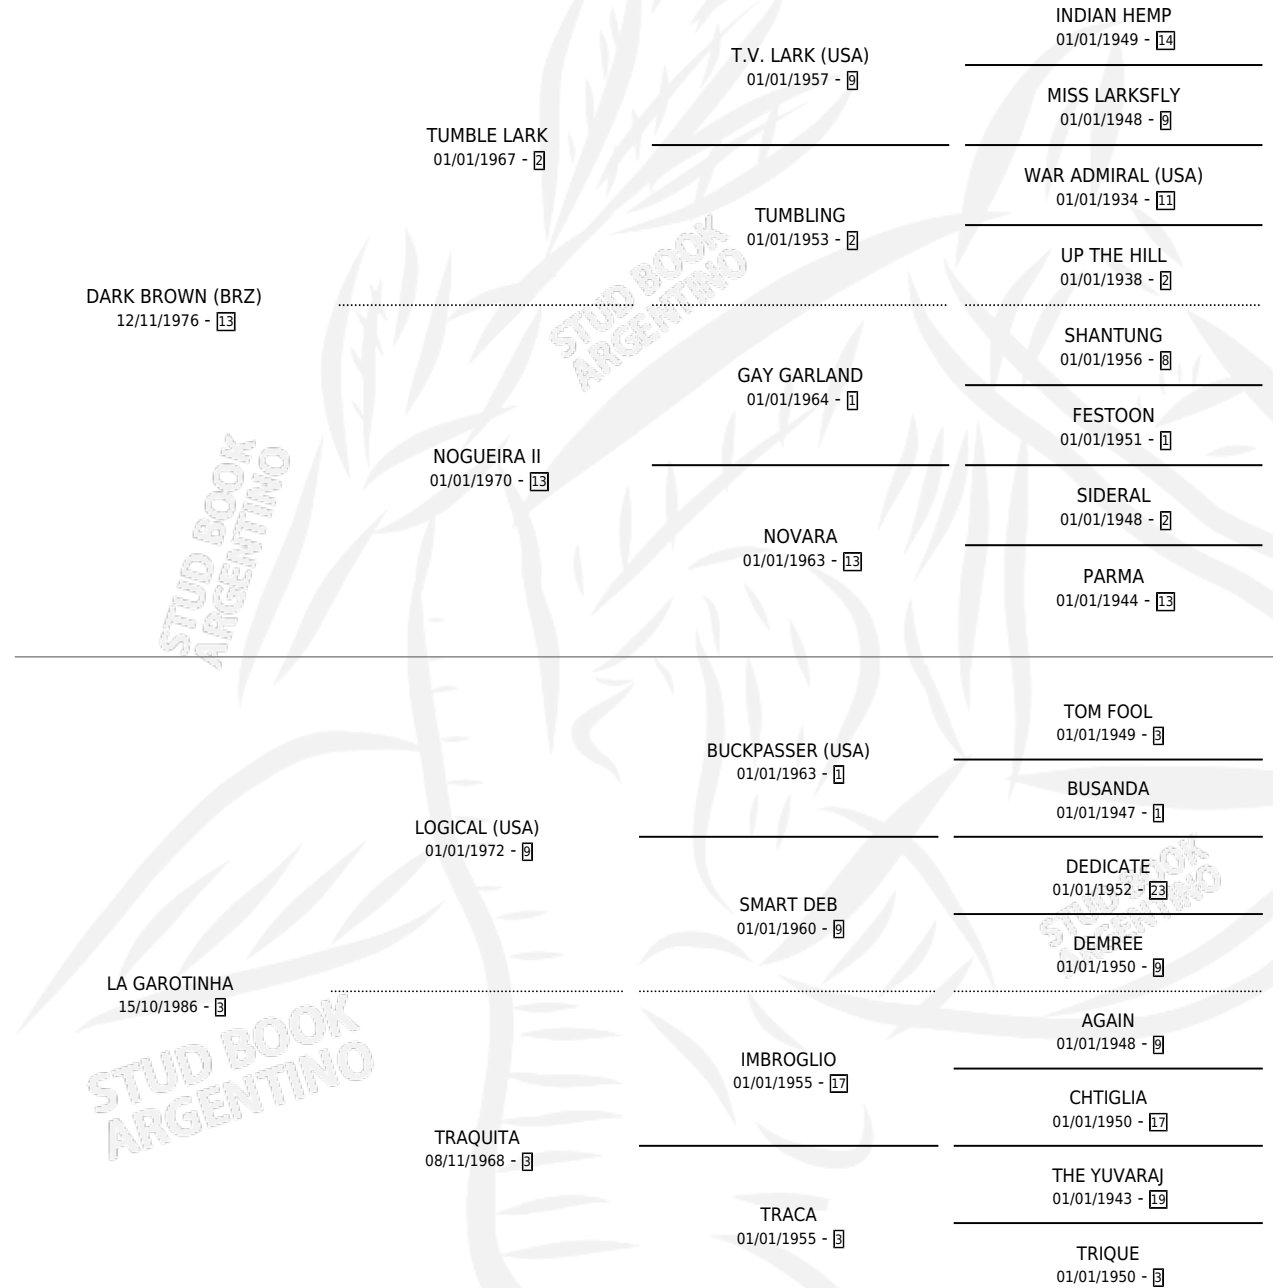 INDIAN HEMP
01/01/1949 - 14
T.V. LARK (USA)
01/01/1957 - 9
MISS LARKSFLY
01/01/1948 - 9
TUMBLE LARK
01/01/1967 - 2
WAR ADMIRAL (USA)
01/01/1934 - 11
TUMBLING
01/01/1953 - 2
UP THE HILL
01/01/1938 - 2
DARK BROWN (BRZ)
12/11/1976 - 13
SHANTUNG
01/01/1956 - 8
GAY GARLAND
01/01/1964 - 1
FESTOON
01/01/1951 - 1
NOGUEIRA II
01/01/1970 - 13
SIDERAL
01/01/1948 - 2
NOVARA
01/01/1963 - 13
PARMA
01/01/1944 - 13
TOM FOOL
01/01/1949 - 3
BUCKPASSER (USA)
01/01/1963 - 1
BUSANDA
01/01/1947 - 1
LOGICAL (USA)
01/01/1972 - 9
DEDICATE
01/01/1952 - 23
SMART DEB
01/01/1960 - 9
DEMREE
01/01/1950 - 9
LA GAROTINHA
15/10/1986 - 3
AGAIN
01/01/1948 - 9
IMBROGLIO
01/01/1955 - 17
CHTIGLIA
01/01/1950 - 17
TRAQUITA
08/11/1968 - 3
THE YUVARAJ
01/01/1943 - 19
TRACA
01/01/1955 - 3
TRIQUE
01/01/1950 - 3
STUD BOOK
ARGENTINO
STUD BOOK
ARGENTINO
STUD BOOK
ARGENTINO
STUD BOOK
ARGENTINO